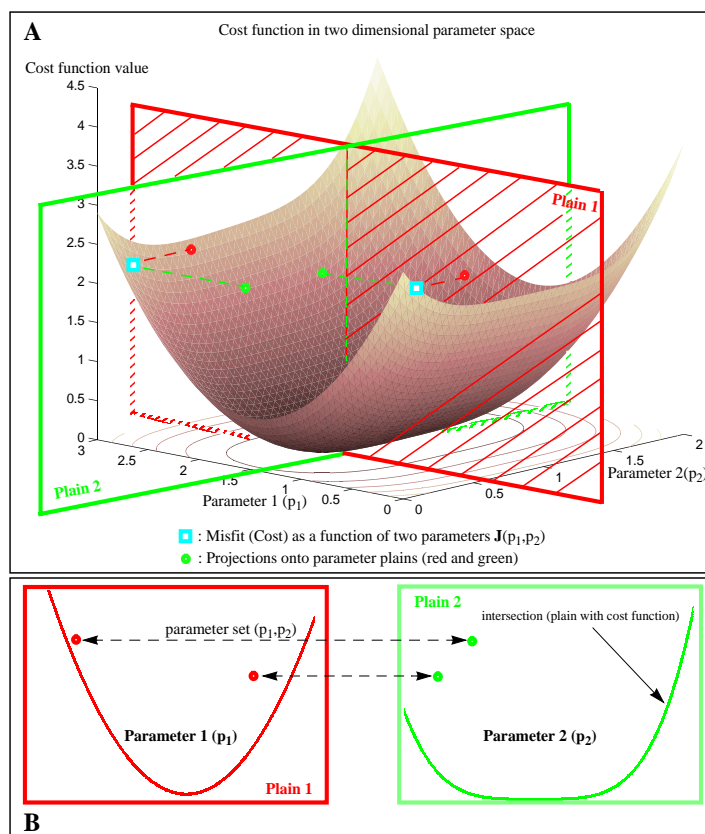 A
Cost function in two dimensional parameter space
Cost function value
4.5
4
3.5
3
2.5
2
1.5
1
0.5
0
Plain 1
3
2.5
2
1.5
1
0.5
0
0
0.5
1
1.5
2
Plain 2
Parameter 1 (p1)
Parameter 2(p2)
: Misfit (Cost) as a function of two parameters J(p1,p2)
: Projections onto parameter plains (red and green)
Plain 2
intersection (plain with cost function)
parameter set (p1,p2)
Parameter 1 (p1)
Parameter 2 (p2)
Plain 1
B